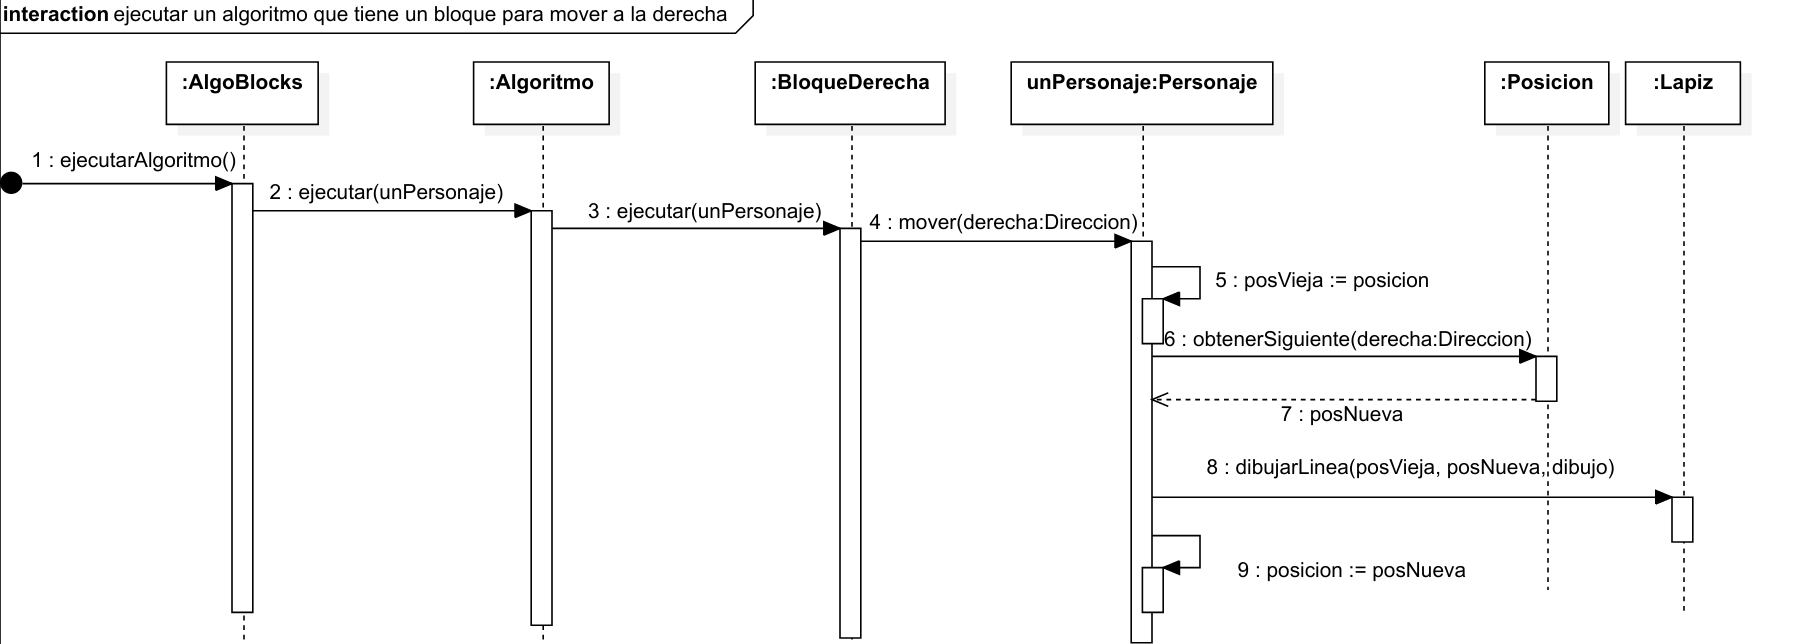 interaction ejecutar un algoritmo que tiene un bloque para mover a la derecha
:AlgoBlocks
:Algoritmo
:BloqueDerecha
unPersonaje:Personaje
:Posicion
:Lapiz
1 : ejecutarAlgoritmo()
2 : ejecutar(unPersonaje)
3 : ejecutar(unPersonaje)
4 : mover(derecha:Direccion)
5 : posVieja := posicion
6 : obtenerSiguiente(derecha:Direccion)
7 : posNueva
8 : dibujarLinea(posVieja, posNueva, dibujo)
9 : posicion := posNueva